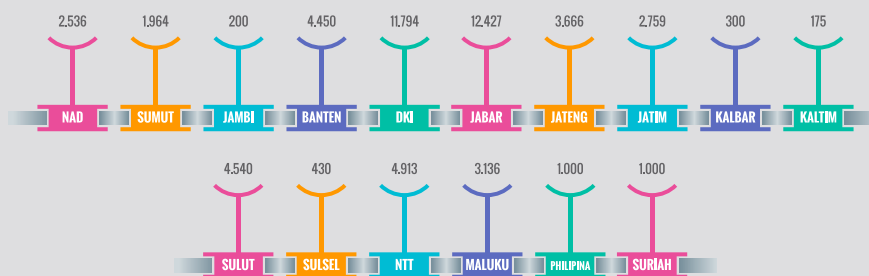 2.536 1.964 200 4.450 11.794 12.427 3.666 2.759 300 175
NAD SUMUT JAMBI BANTEN DKI JABAR JATENG JATIM KALBAR KALTIM
4.540 430 4.913 3.136 1.000 1.000
SULUT SULSEL NTT MALUKU PHILIPINA SURIAH